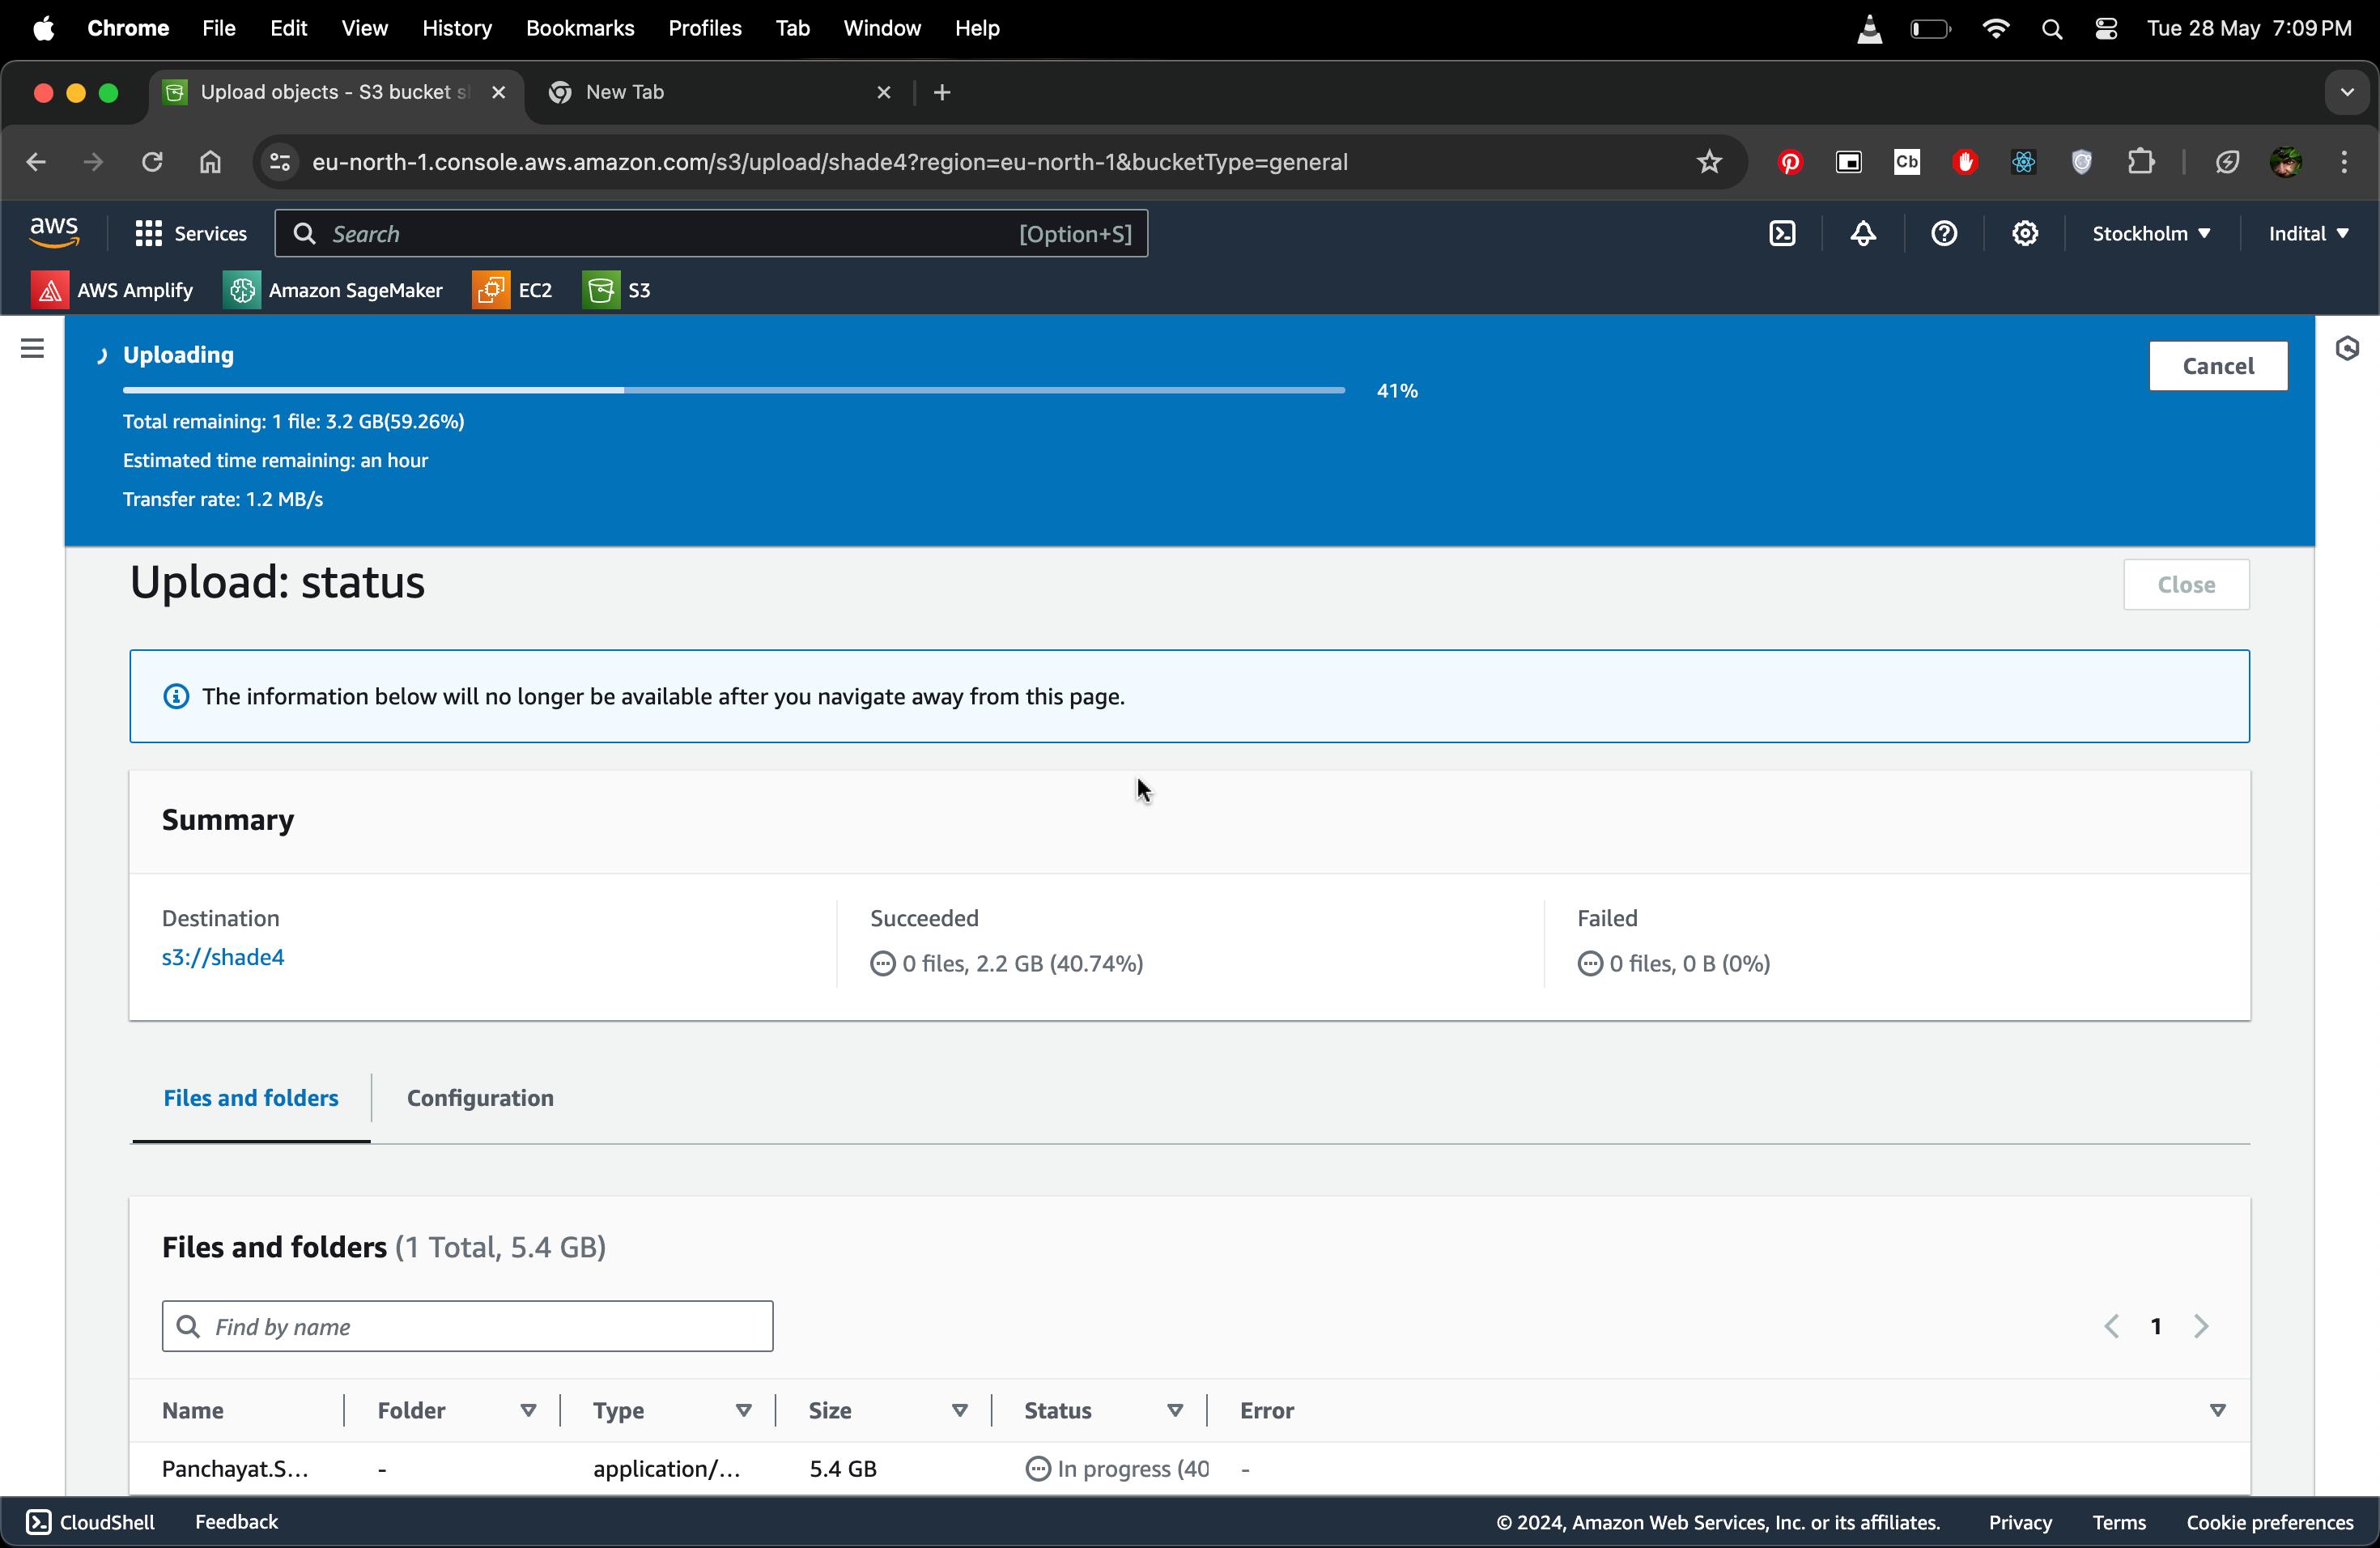 Chrome File Edit View History Bookmarks Profiles Tab Window Help Tue 28 May 7:09 PM
Upload objects - S3 bucket New Tab
eu-north-1.console.aws.amazon.com/s3/upload/shade4?region=eu-north-1&bucketType=general Cb
aws Services Search [Option+S] Stockholm Indital
AWS Amplify Amazon SageMaker EC2 S3
Uploading Cancel
41%
Total remaining: 1 file: 3.2 GB(59.26%)
Estimated time remaining: an hour
Transfer rate: 1.2 MB/s
Upload: status Close
The information below will no longer be available after you navigate away from this page.
Summary
Destination Succeeded Failed
s3://shade4 0 files, 2.2 GB (40.74%) 0 files, 0 B (0%)
Files and folders Configuration
Files and folders (1 Total, 5.4 GB)
Find by name 1
Name Folder Type Size Status Error
Panchayat.S... - application/... 5.4 GB In progress (40 -
CloudShell Feedback © 2024, Amazon Web Services, Inc. or its affiliates. Privacy Terms Cookie preferences